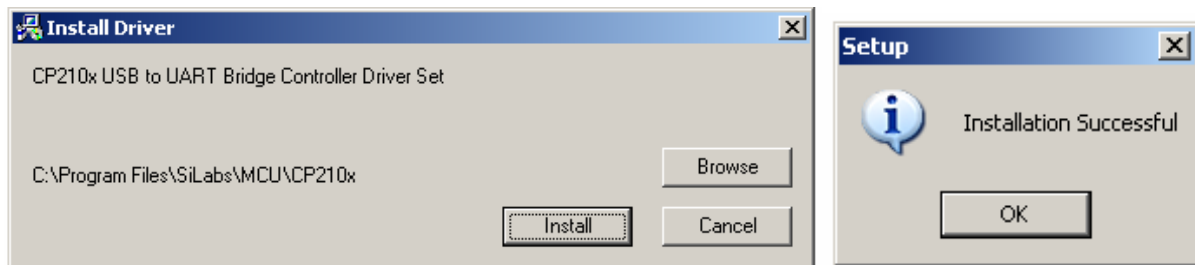 Install Driver
CP210x USB to UART Bridge Controller Driver Set
C:\Program Files\SiLabs\MCU\CP210x
Browse
Install
Cancel
Setup
Installation Successful
OK